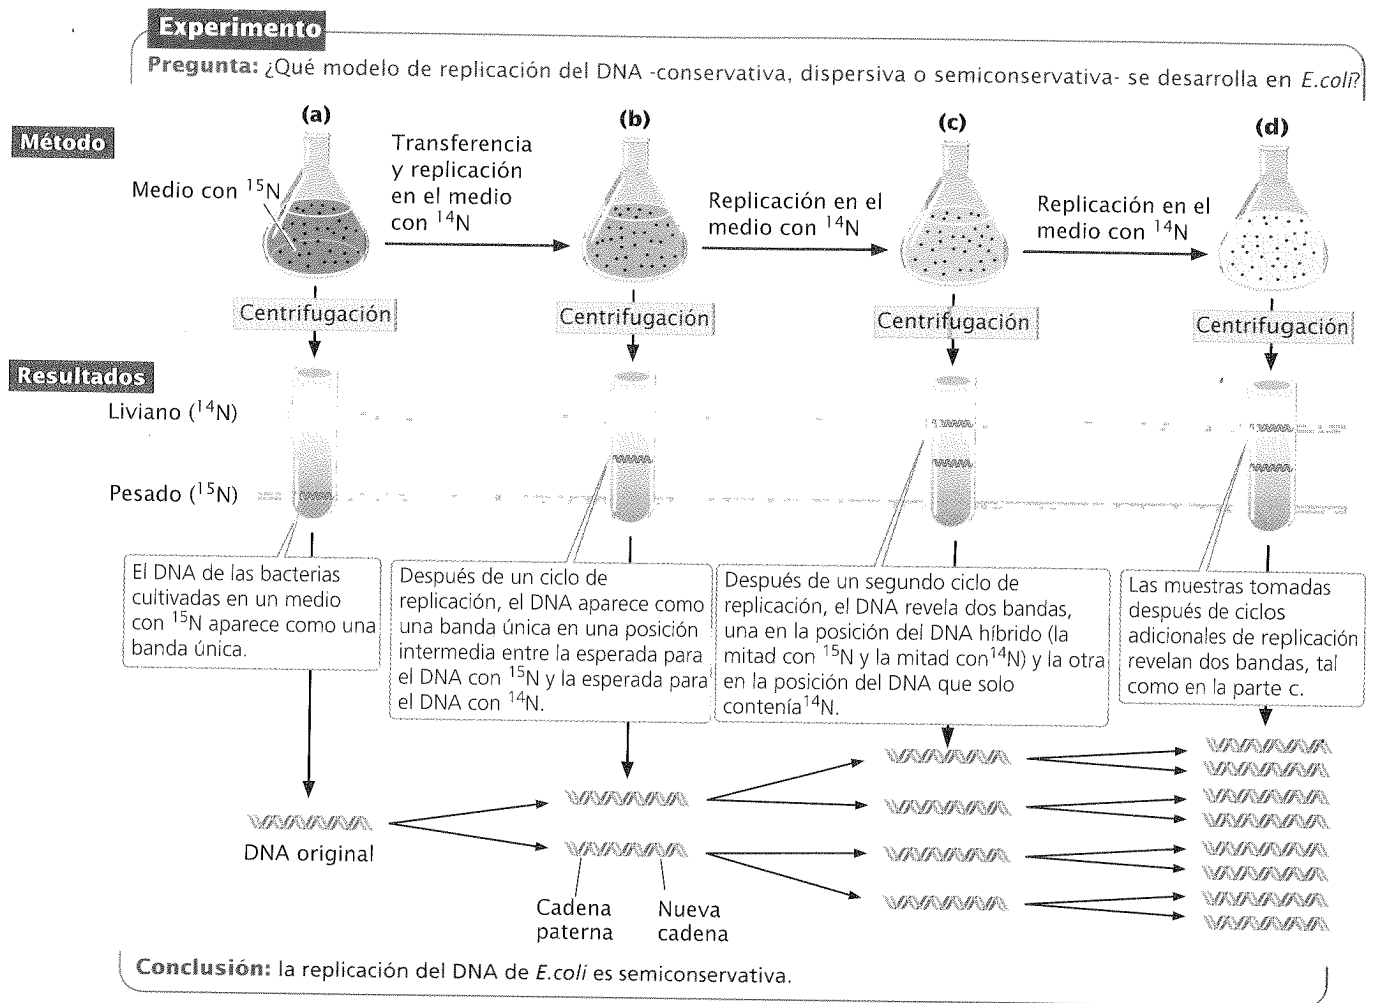 Experimento
Pregunta: ¿Qué modelo de replicación del DNA -conservativa, dispersiva o semiconservativa- se desarrolla en E.coli?
Método
(a)
Medio con ¹⁵N
Transferencia
y replicación
en el medio
con ¹⁴N
(b)
Replicación en el
medio con ¹⁴N
(c)
Replicación en el
medio con ¹⁴N
(d)
Centrifugación
Centrifugación
Centrifugación
Centrifugación
Resultados
Liviano (¹⁴N)
Pesado (¹⁵N)
El DNA de las bacterias
cultivadas en un medio
con ¹⁵N aparece como una
banda única.
Después de un ciclo de
replicación, el DNA aparece como
una banda única en una posición
intermedia entre la esperada para
el DNA con ¹⁵N y la esperada para
el DNA con ¹⁴N.
Después de un segundo ciclo de
replicación, el DNA revela dos bandas,
una en la posición del DNA híbrido (la
mitad con ¹⁵N y la mitad con¹⁴N) y la otra
en la posición del DNA que solo
contenía¹⁴N.
Las muestras tomadas
después de ciclos
adicionales de replicación
revelan dos bandas, tal
como en la parte c.
DNA original
Cadena
paterna
Nueva
cadena
Conclusión: la replicación del DNA de E.coli es semiconservativa.